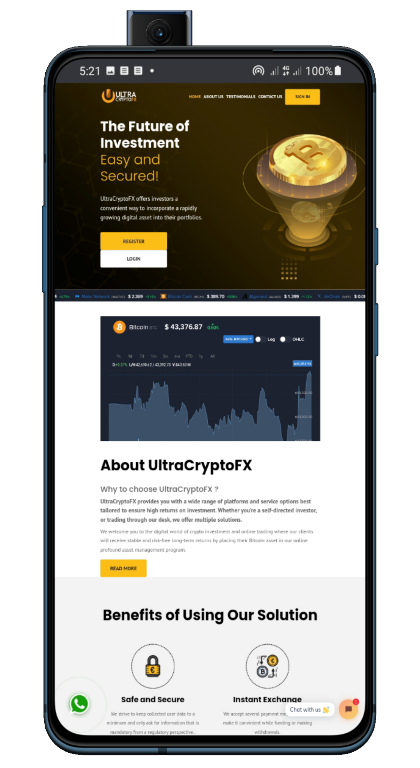 5:21
4G
100%
ULTRA
CRYPTOFX
HOME ABOUT US TESTIMONIALS CONTACT US SIGN IN
The Future of
Investment
Easy and
Secured!
UltraCryptoFX offers investors a
convenient way to incorporate a rapidly
growing digital asset into their portfolios.
REGISTER
LOGIN
Bitcoin $ 43,376.87
Log OHLC
About UltraCryptoFX
Why to choose UltraCryptoFX ?
UltraCryptoFX provides you with a wide range of platforms and service options best
tailored to ensure high returns on investment. Whether you're a self-directed investor,
or trading through our desk, we offer multiple solutions.
We welcome you to the digital world of crypto investment and online trading where our clients
will receive stable and risk-free long-term returns by placing their Bitcoin asset in our online
profound asset management program.
READ MORE
Benefits of Using Our Solution
Safe and Secure
Instant Exchange
We strive to keep collected user data to a
minimum and only ask for information that is
mandatory from a regulatory perspective.
We accept several payment
make it convenient while funding or making
withdrawals.
Chat with us